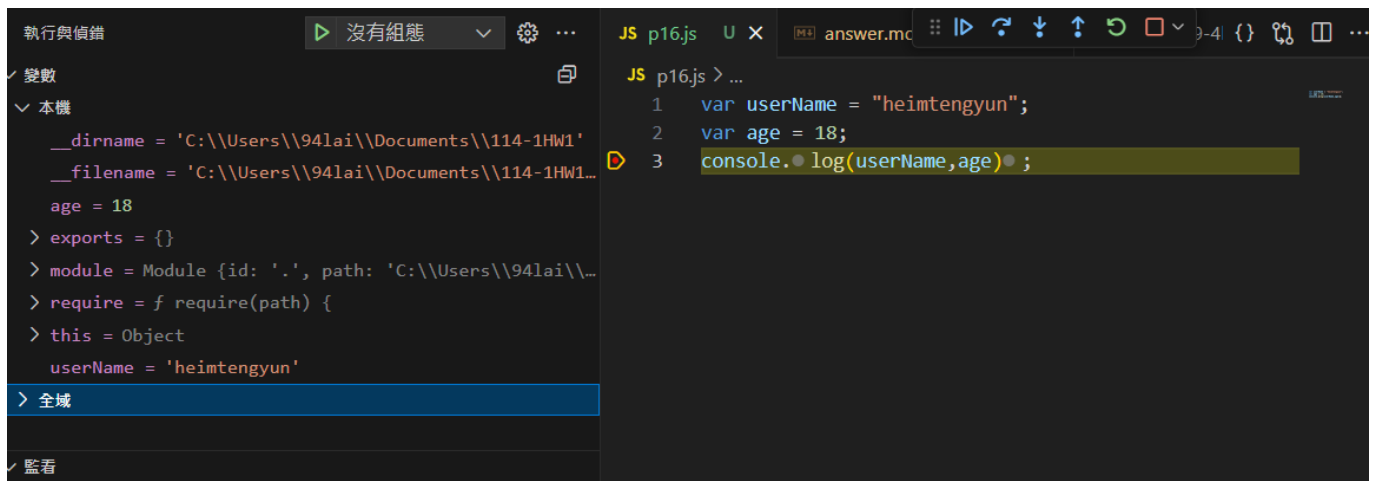 執行與偵錯 沒有組態
變數
本機
__dirname = 'C:\\Users\\94lai\\Documents\\114-1HW1'
__filename = 'C:\\Users\\94lai\\Documents\\114-1HW1…
age = 18
exports = {}
module = Module {id: '.', path: 'C:\\Users\\94lai\\…
require = ƒ require(path) {
this = Object
userName = 'heimtengyun'
全域
監看
JS p16.js U answer.m
JS p16.js > ...
1 var userName = "heimtengyun";
2 var age = 18;
3 console. log(userName,age) ;